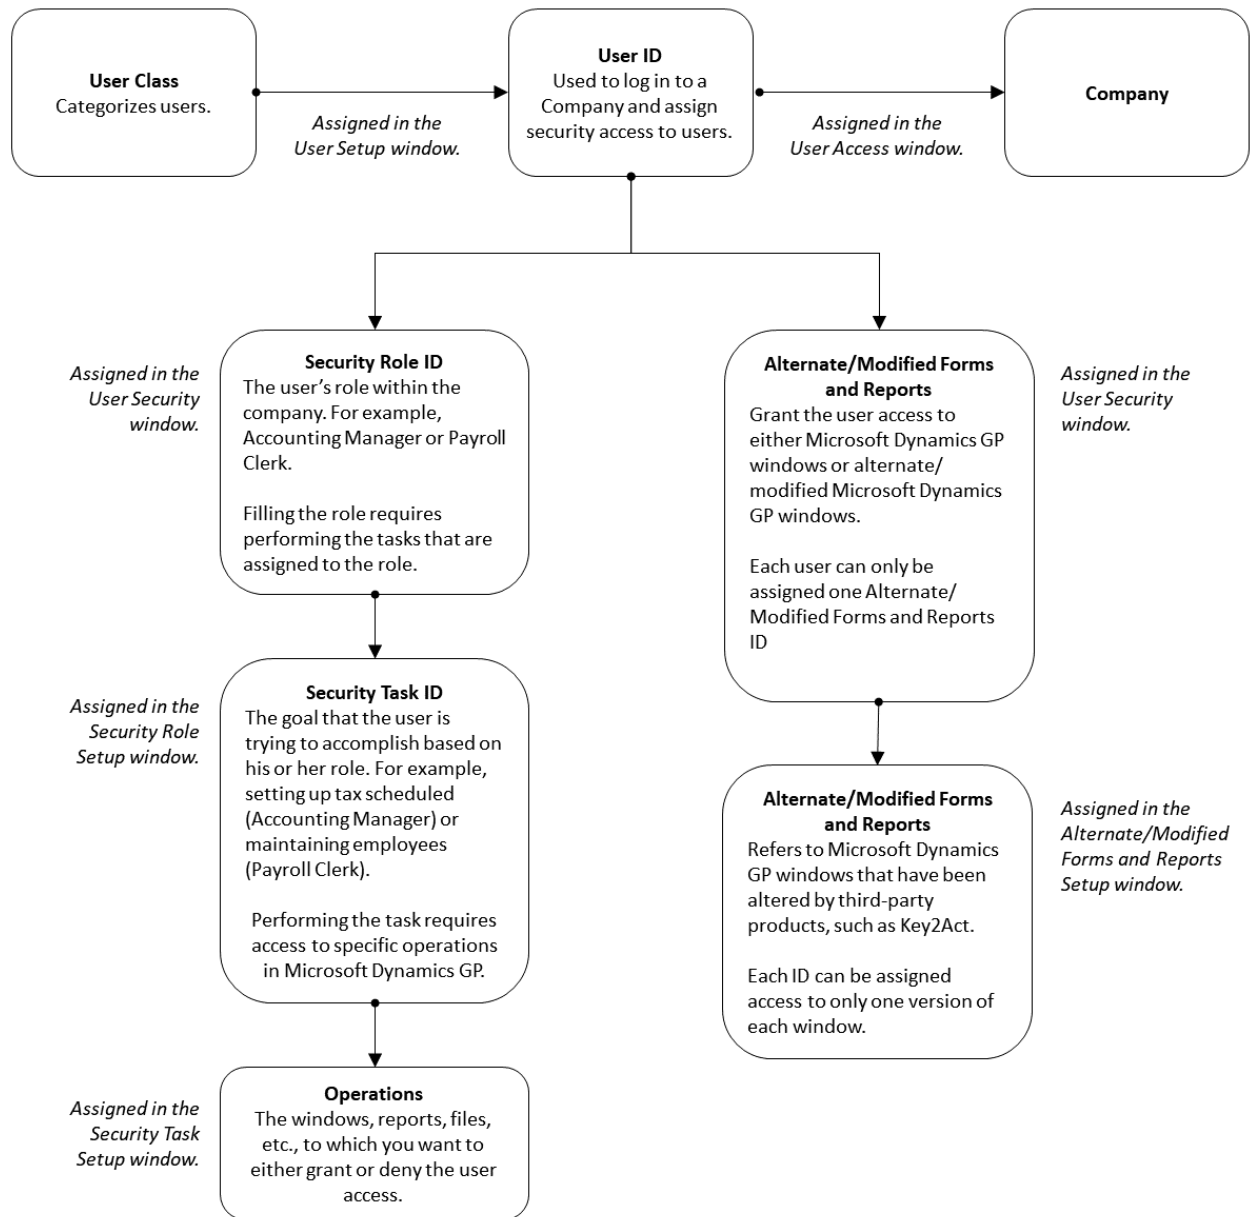 User Class
Categorizes users.
Assigned in the
User Setup window.
User ID
Used to log in to a
Company and assign
security access to users.
Assigned in the
User Access window.
Company
Assigned in the
User Security
window.
Security Role ID
The user's role within the
company. For example,
Accounting Manager or Payroll
Clerk.
Filling the role requires
performing the tasks that are
assigned to the role.
Alternate/Modified Forms
and Reports
Grant the user access to
either Microsoft Dynamics GP
windows or alternate/
modified Microsoft Dynamics
GP windows.
Each user can only be
assigned one Alternate/
Modified Forms and Reports
ID
Assigned in the
User Security
window.
Assigned in the
Security Role
Setup window.
Security Task ID
The goal that the user is
trying to accomplish based on
his or her role. For example,
setting up tax scheduled
(Accounting Manager) or
maintaining employees
(Payroll Clerk).
Performing the task requires
access to specific operations
in Microsoft Dynamics GP.
Alternate/Modified Forms
and Reports
Refers to Microsoft Dynamics
GP windows that have been
altered by third-party
products, such as Key2Act.
Each ID can be assigned
access to only one version of
each window.
Assigned in the
Alternate/Modified
Forms and Reports
Setup window.
Assigned in the
Security Task
Setup window.
Operations
The windows, reports, files,
etc., to which you want to
either grant or deny the user
access.